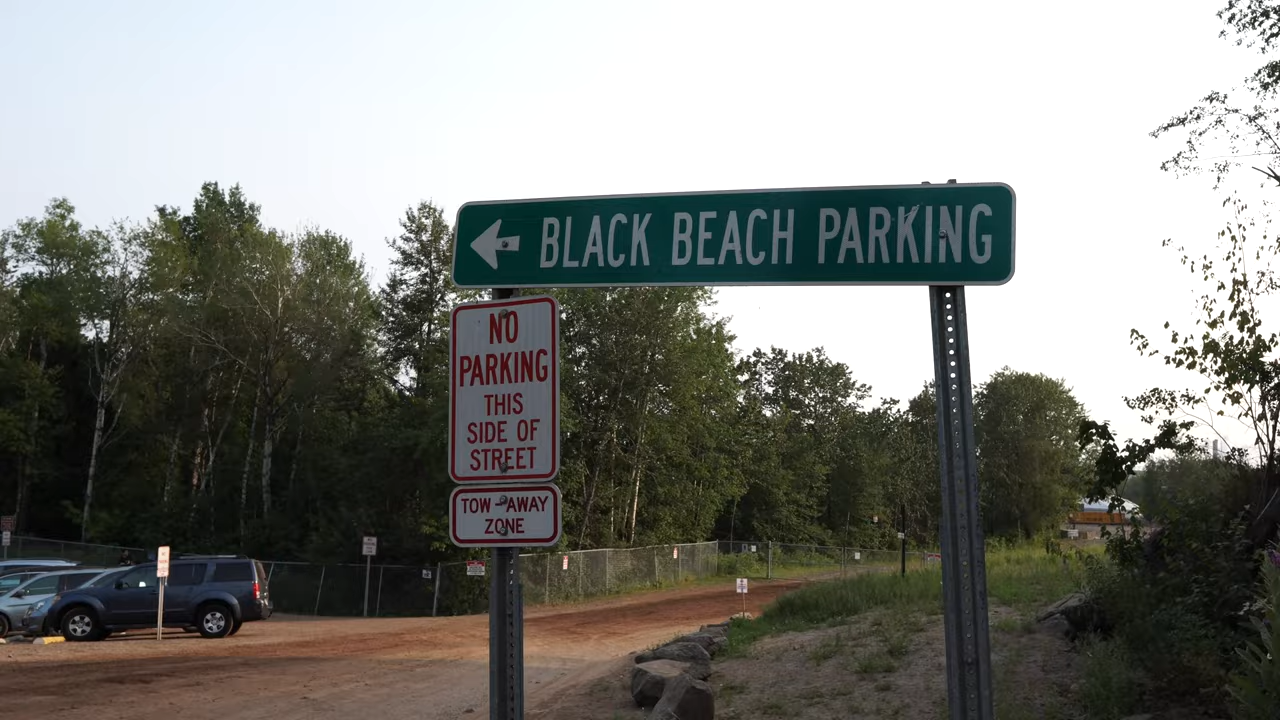 BLACK BEACH PARKING
NO
PARKING
THIS
SIDE OF
STREET
TOW-AWAY
ZONE